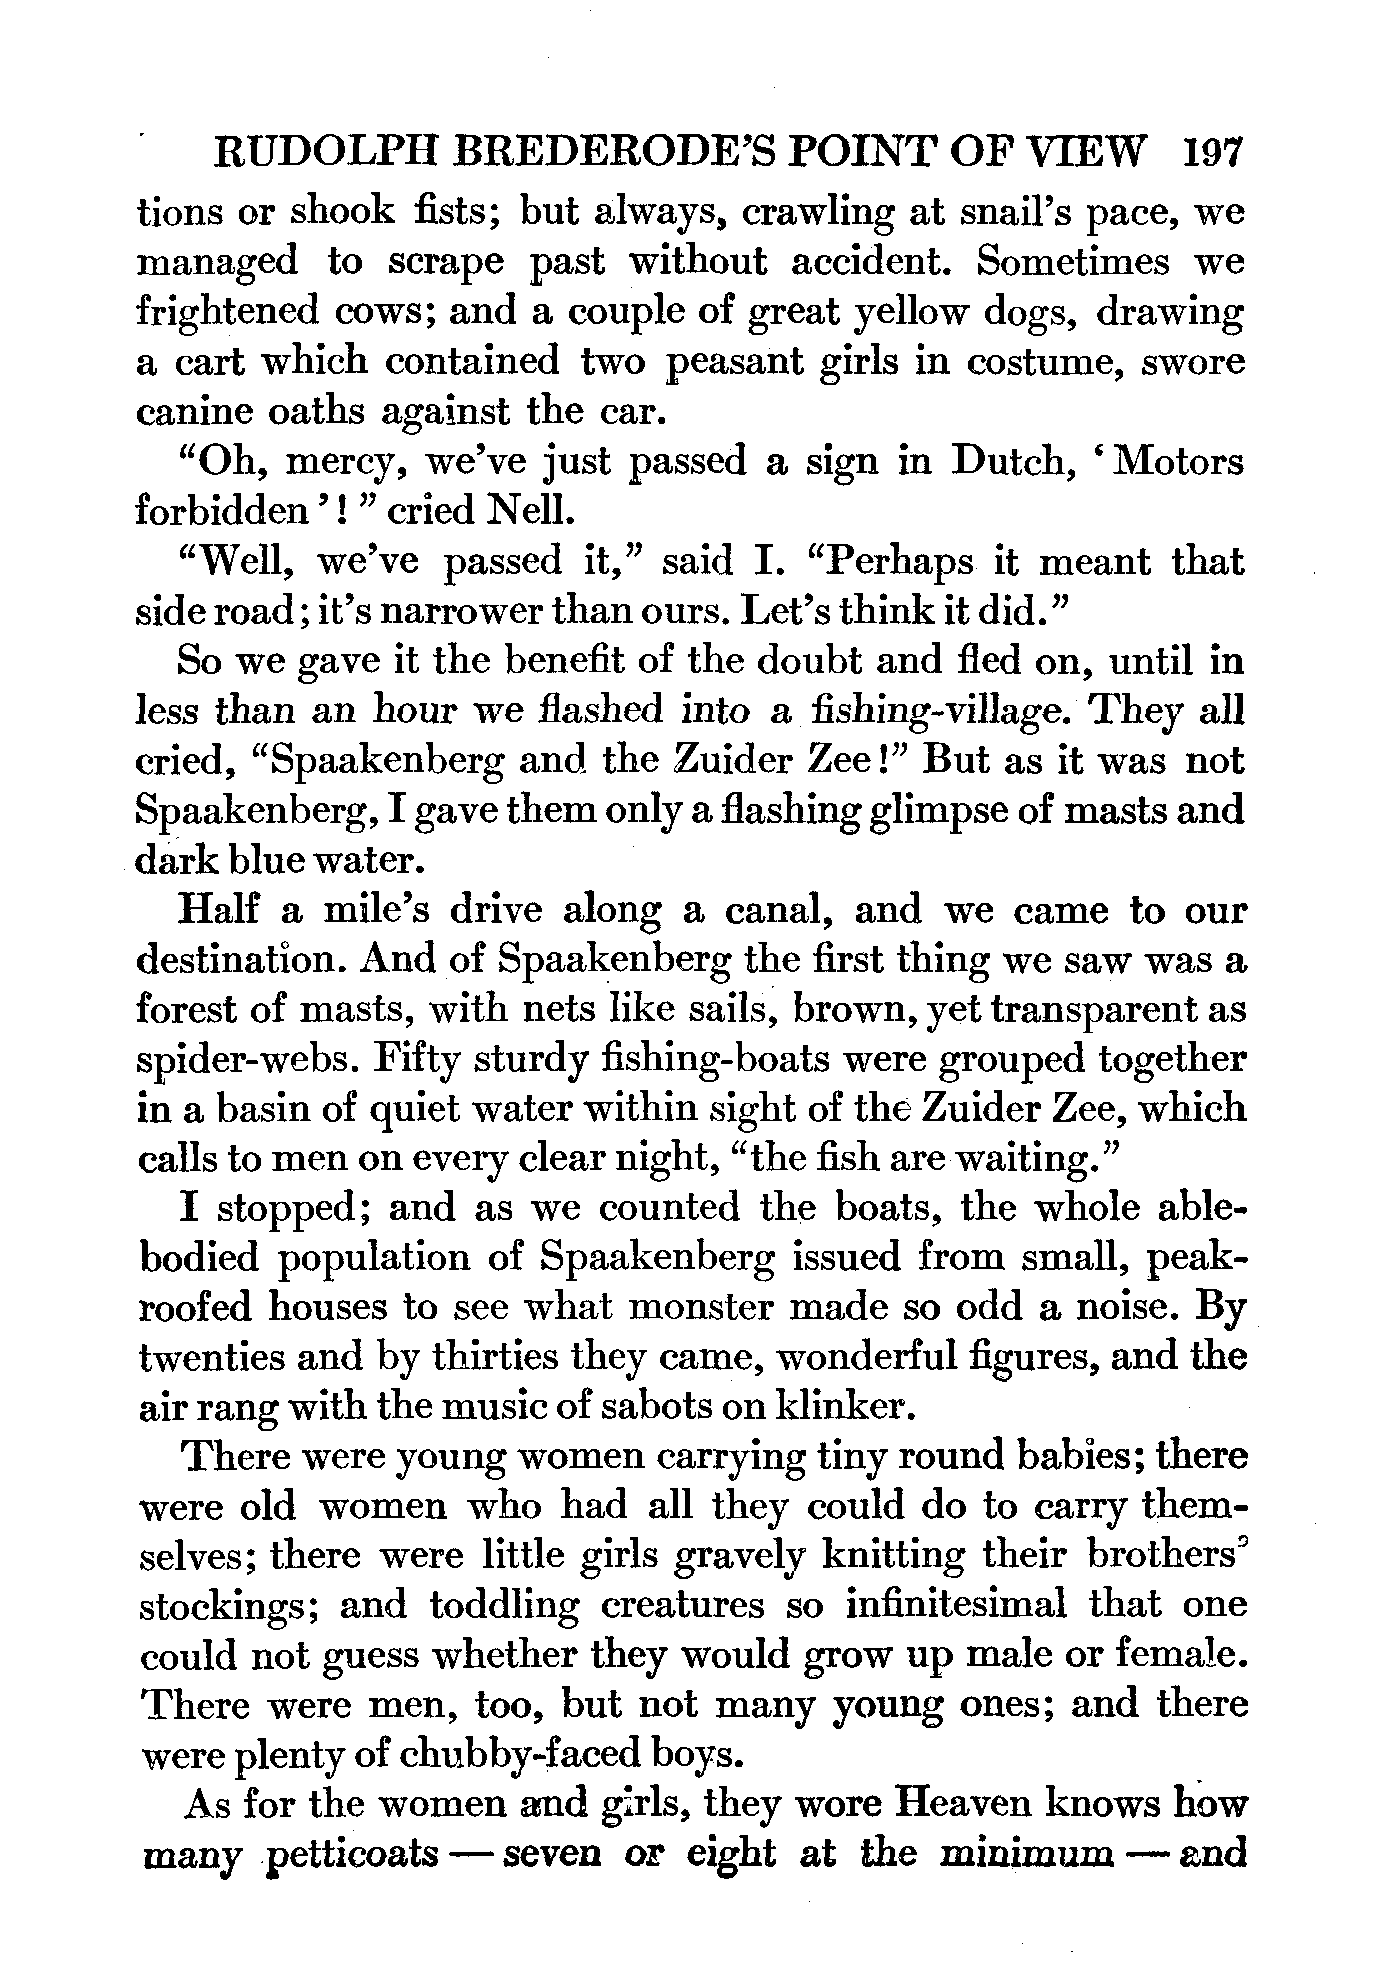 RUDOLPH BREDERODE'S POINT OF VIEW 197
tions or shook fists; but always, crawling at snail's pace, we
managed to scrape past without accident. Sometimes we
frightened cows; and a couple of great yellow dogs, drawing
a cart which contained two peasant girls in costume, swore
canine oaths against the car.
"Oh, mercy, we've just passed a sign in Dutch, 'Motors
forbidden'!" cried Nell.
"Well, we've passed it," said I. "Perhaps it meant that
side road; it's narrower than ours. Let's think it did."
So we gave it the benefit of the doubt and fled on, until in
less than an hour we flashed into a fishing-village. They all
cried, "Spaakenberg and the Zuider Zee!" But as it was not
Spaakenberg, I gave them only a flashing glimpse of masts and
dark blue water.
Half a mile's drive along a canal, and we came to our
destination. And of Spaakenberg the first thing we saw was a
forest of masts, with nets like sails, brown, yet transparent as
spider-webs. Fifty sturdy fishing-boats were grouped together
in a basin of quiet water within sight of the Zuider Zee, which
calls to men on every clear night, "the fish are waiting."
I stopped; and as we counted the boats, the whole able-
bodied population of Spaakenberg issued from small, peak-
roofed houses to see what monster made so odd a noise. By
twenties and by thirties they came, wonderful figures, and the
air rang with the music of sabots on klinker.
There were young women carrying tiny round babies; there
were old women who had all they could do to carry them-
selves; there were little girls gravely knitting their brothers'
stockings; and toddling creatures so infinitesimal that one
could not guess whether they would grow up male or female.
There were men, too, but not many young ones; and there
were plenty of chubby-faced boys.
As for the women and girls, they wore Heaven knows how
many petticoats — seven or eight at the minimum — and